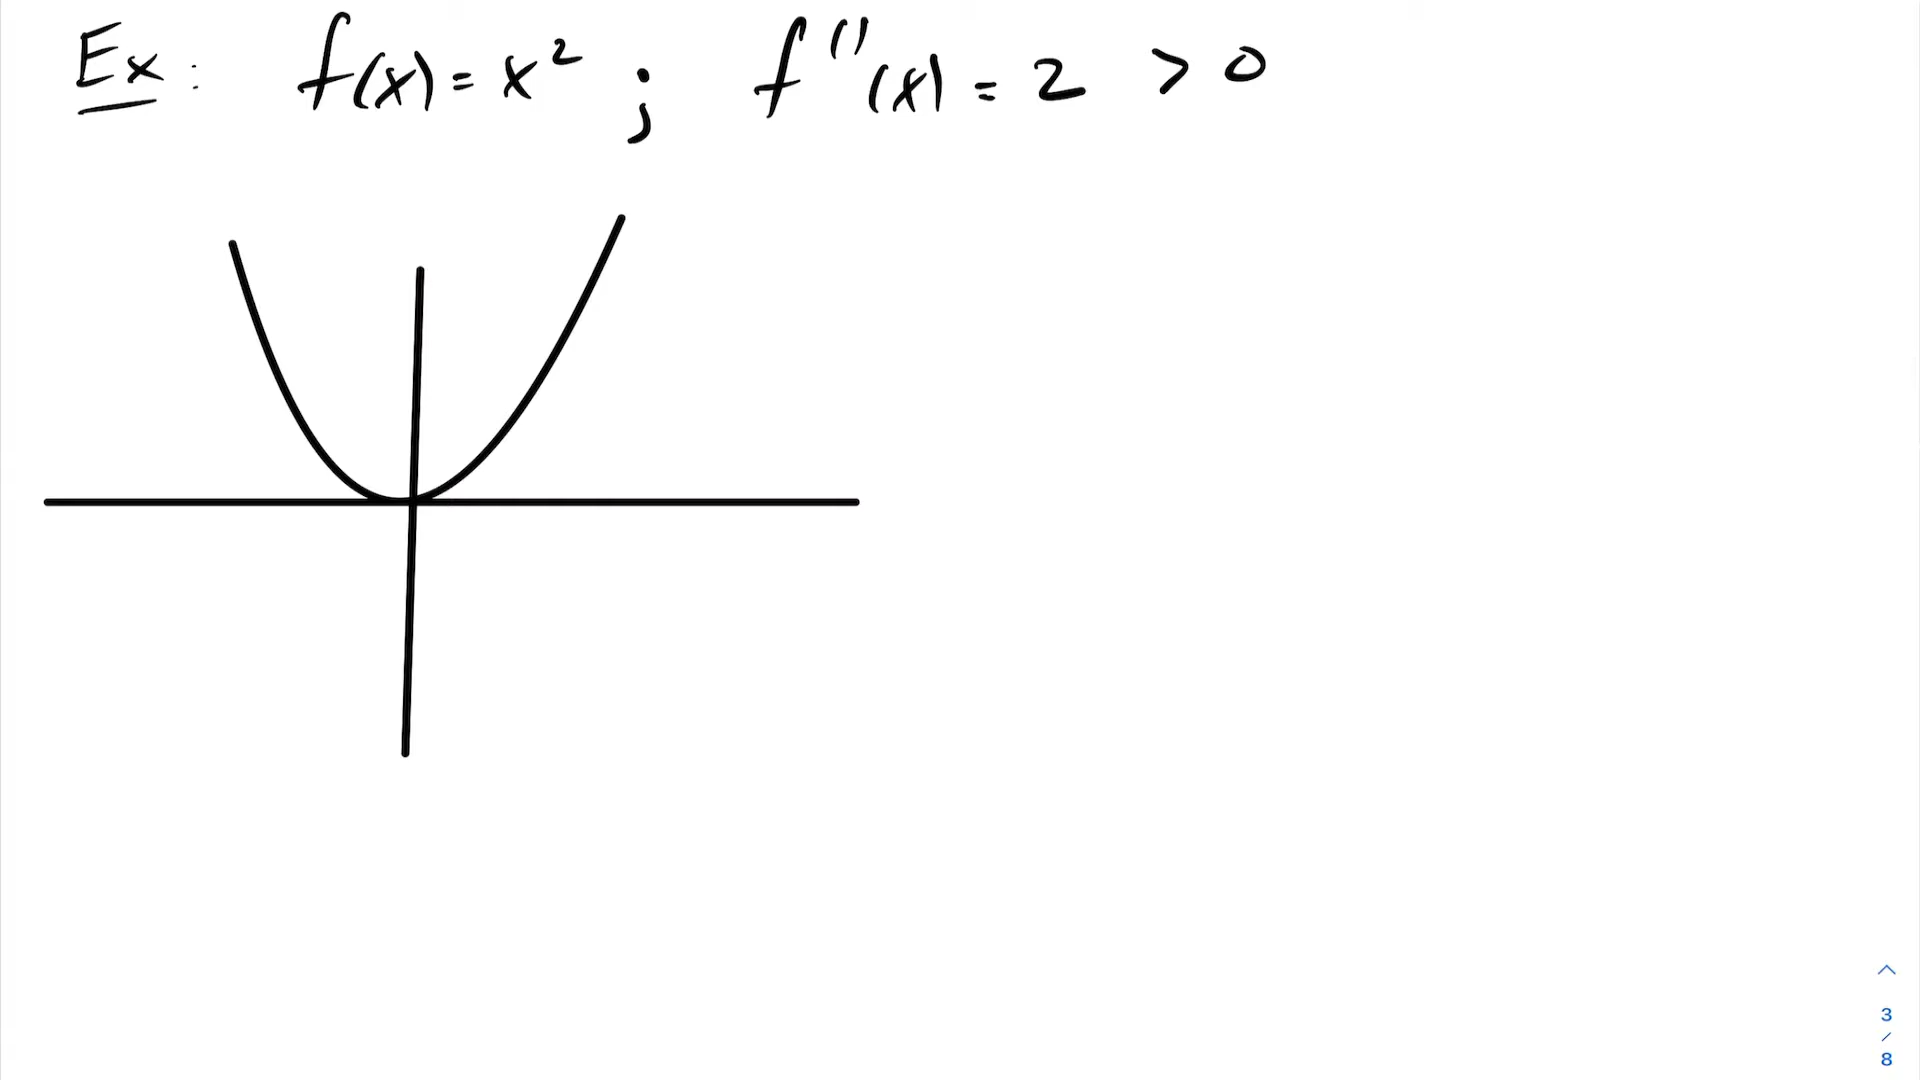 Ex: f(x) = x² ; f''(x) = 2 > 0
3
/
8